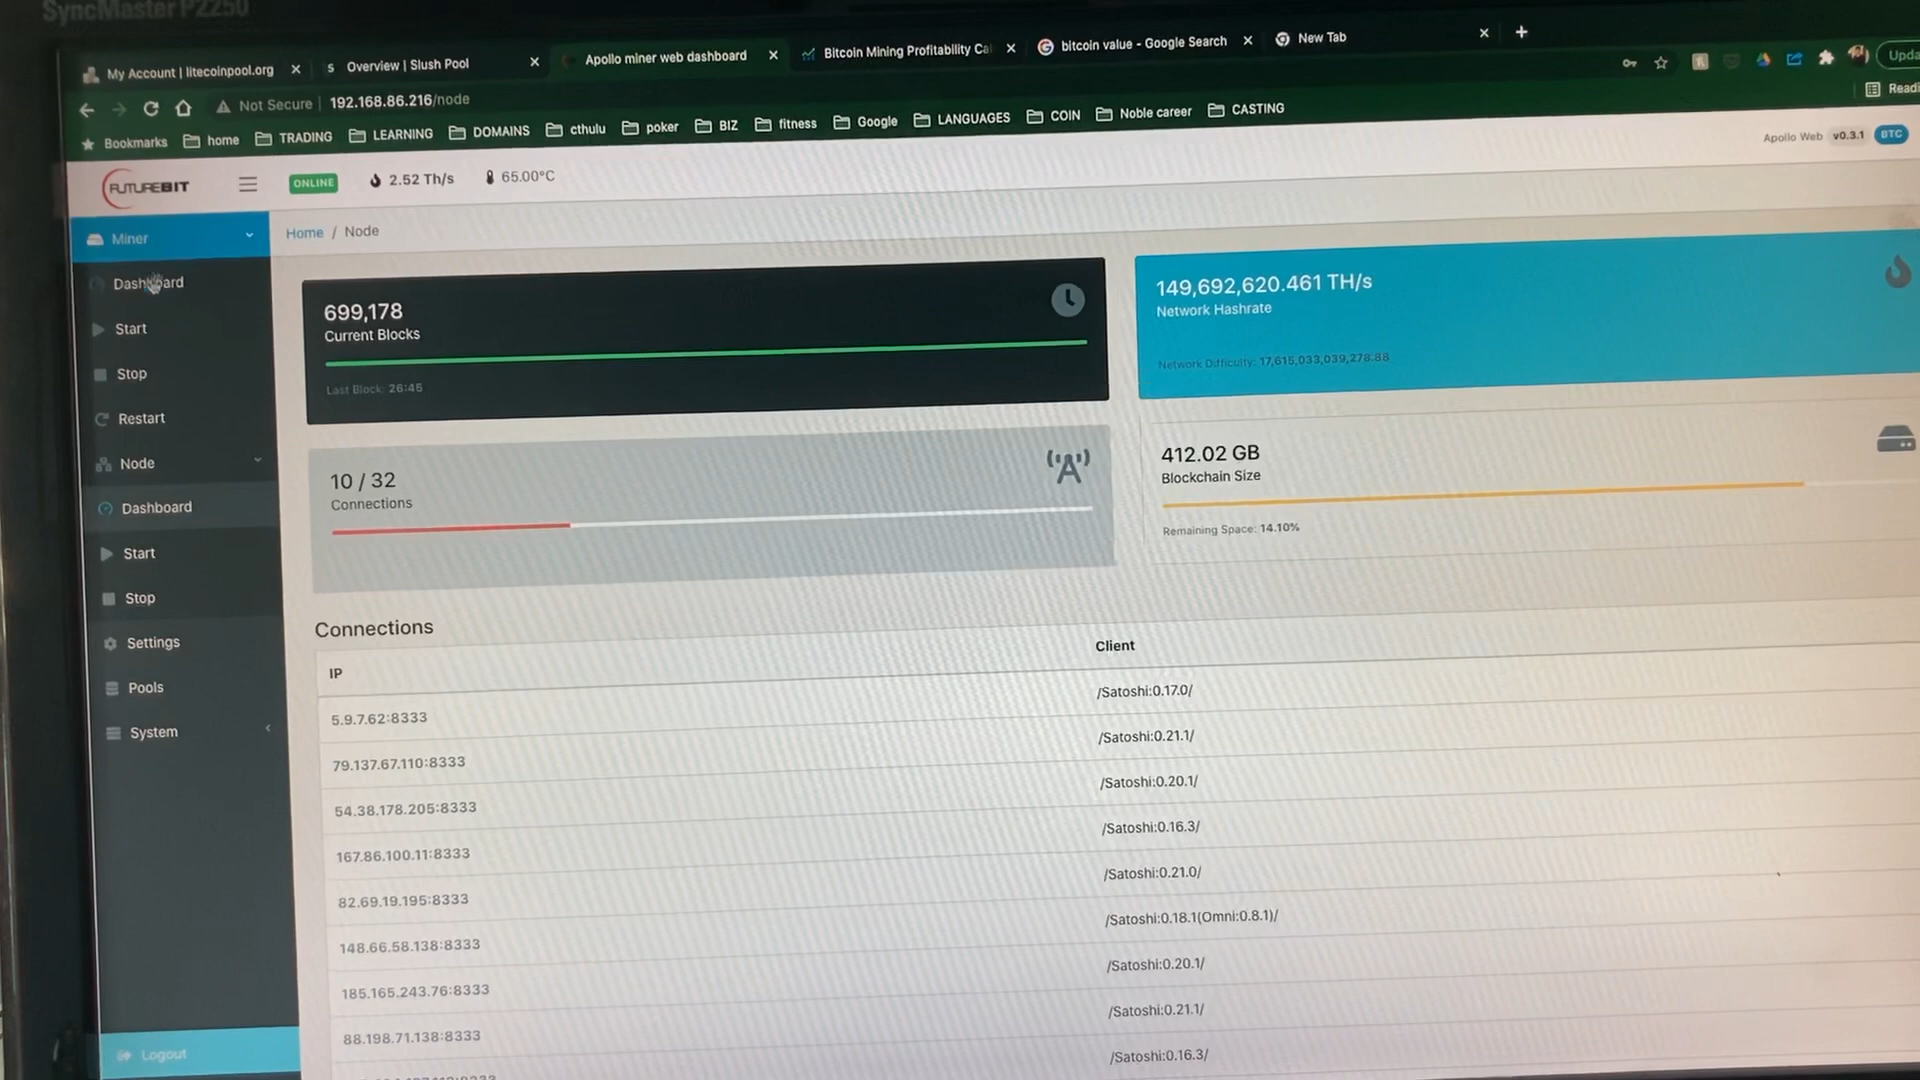 SyncMaster P2250
My Account | litecoinpool.org
Overview | Slush Pool
Apollo miner web dashboard
Bitcoin Mining Profitability Ca
bitcoin value - Google Search
New Tab
Not Secure | 192.168.86.216/node
Upda
Bookmarks home TRADING LEARNING DOMAINS cthulu poker BIZ fitness Google LANGUAGES COIN Noble career CASTING
Readi
FUTUREBIT
ONLINE
2.52 Th/s
65.00°C
Apollo Web v0.3.1 BTC
Miner
Dashboard
Start
Stop
Restart
Node
Dashboard
Start
Stop
Settings
Pools
System
Logout
Home / Node
699,178
Current Blocks
Last Block: 26:45
149,692,620.461 TH/s
Network Hashrate
Network Difficulty: 17,615,033,039,278.88
10 / 32
Connections
412.02 GB
Blockchain Size
Remaining Space: 14.10%
Connections
IP Client
5.9.7.62:8333 /Satoshi:0.17.0/
79.137.67.110:8333 /Satoshi:0.21.1/
54.38.178.205:8333 /Satoshi:0.20.1/
167.86.100.11:8333 /Satoshi:0.16.3/
82.69.19.195:8333 /Satoshi:0.21.0/
148.66.58.138:8333 /Satoshi:0.18.1(Omni:0.8.1)/
185.165.243.76:8333 /Satoshi:0.20.1/
88.198.71.138:8333 /Satoshi:0.21.1/
/Satoshi:0.16.3/